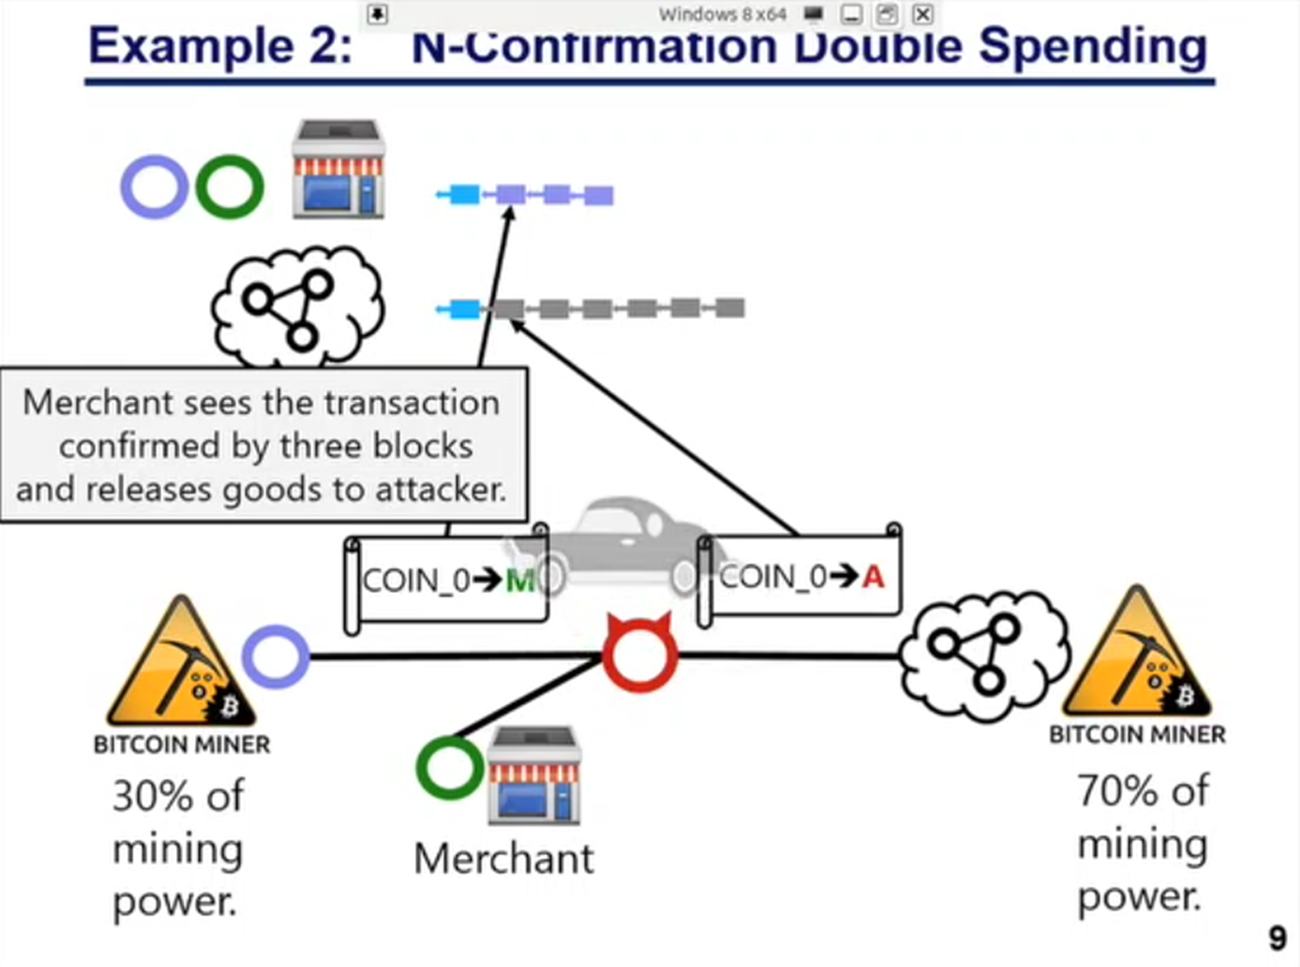 Windows 8 x64
Example 2: N-Confirmation Double Spending
Merchant sees the transaction
confirmed by three blocks
and releases goods to attacker.
COIN_0➔M
COIN_0➔A
BITCOIN MINER
BITCOIN MINER
30% of
mining
power.
Merchant
70% of
mining
power.
9